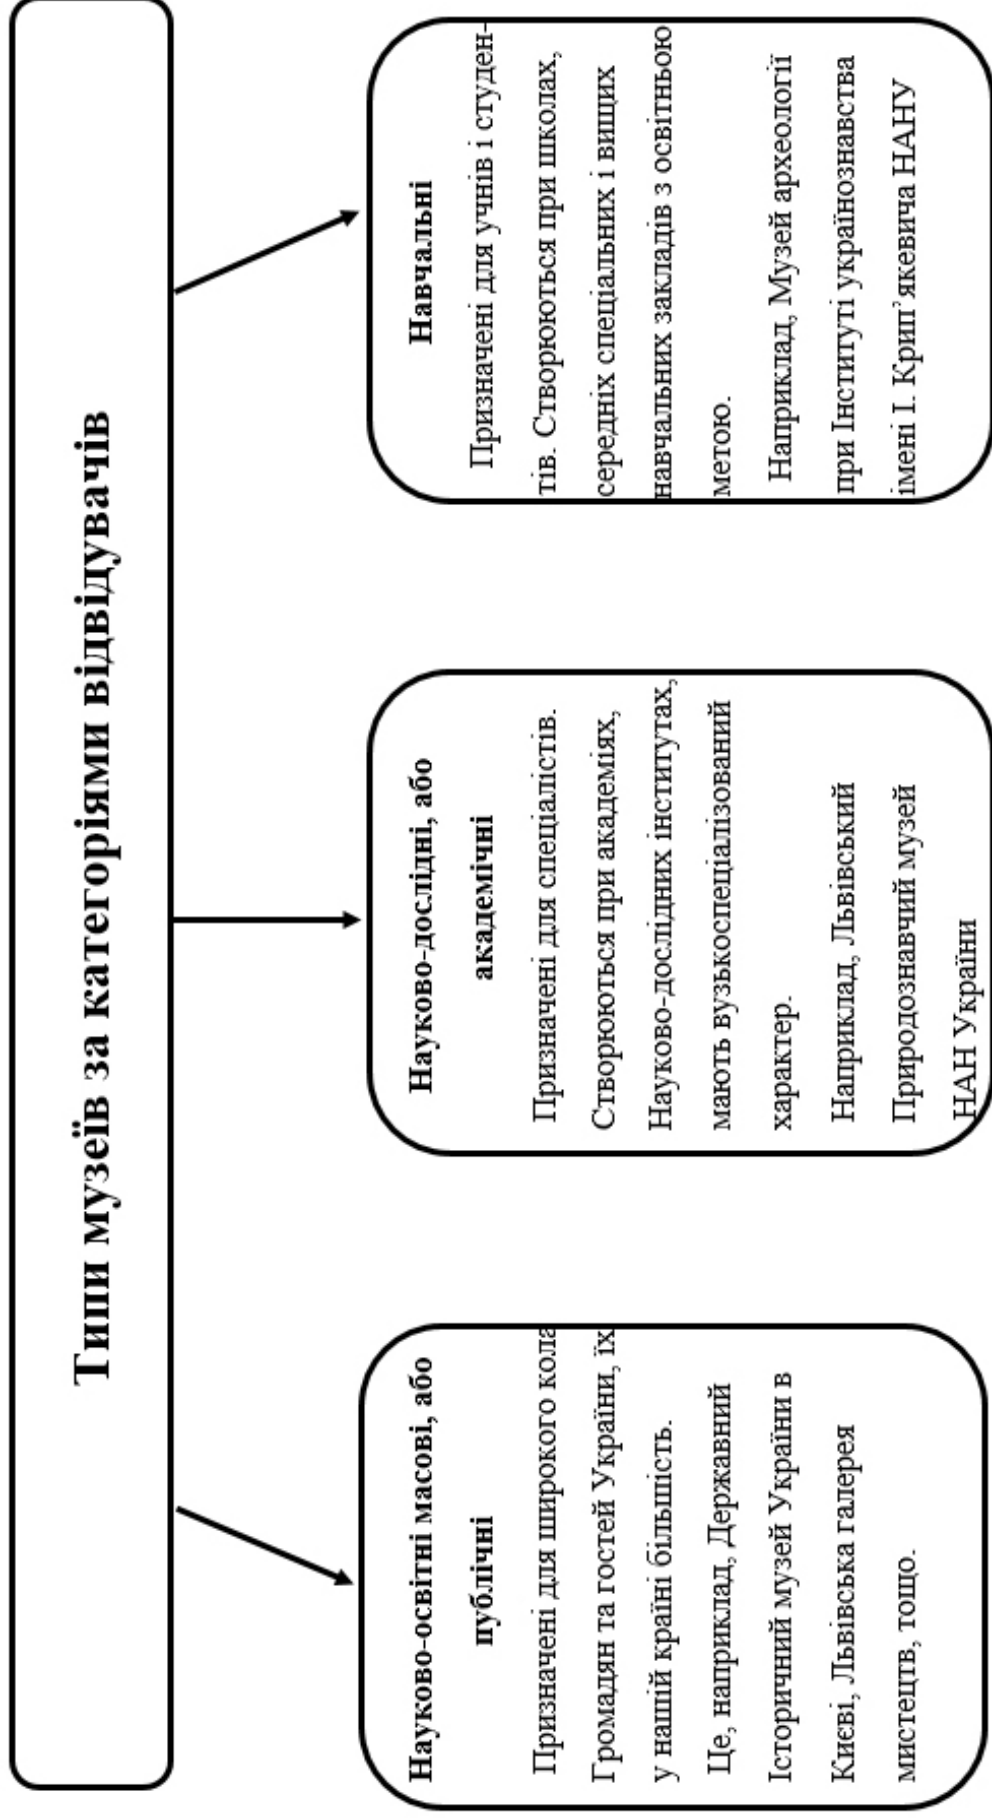 Типи музеїв за категоріями відвідувачів
Науково-освітні масові, або
публічні
Призначені для широкого кола
Громадян та гостей України, їх
у нашій країні більшість.
Це, наприклад, Державний
Історичний музей України в
Києві, Львівська галерея
мистецтв, тощо.
Науково-дослідні, або
академічні
Призначені для спеціалістів.
Створюються при академіях,
Науково-дослідних інститутах,
мають вузькоспеціалізований
характер.
Наприклад, Львівський
Природознавчий музей
НАН України
Навчальні
Призначені для учнів і студен-
тів. Створюються при школах,
середніх спеціальних і вищих
навчальних закладів з освітньою
метою.
Наприклад, Музей археології
при Інституті українознавства
імені І. Крип’якевича НАНУ